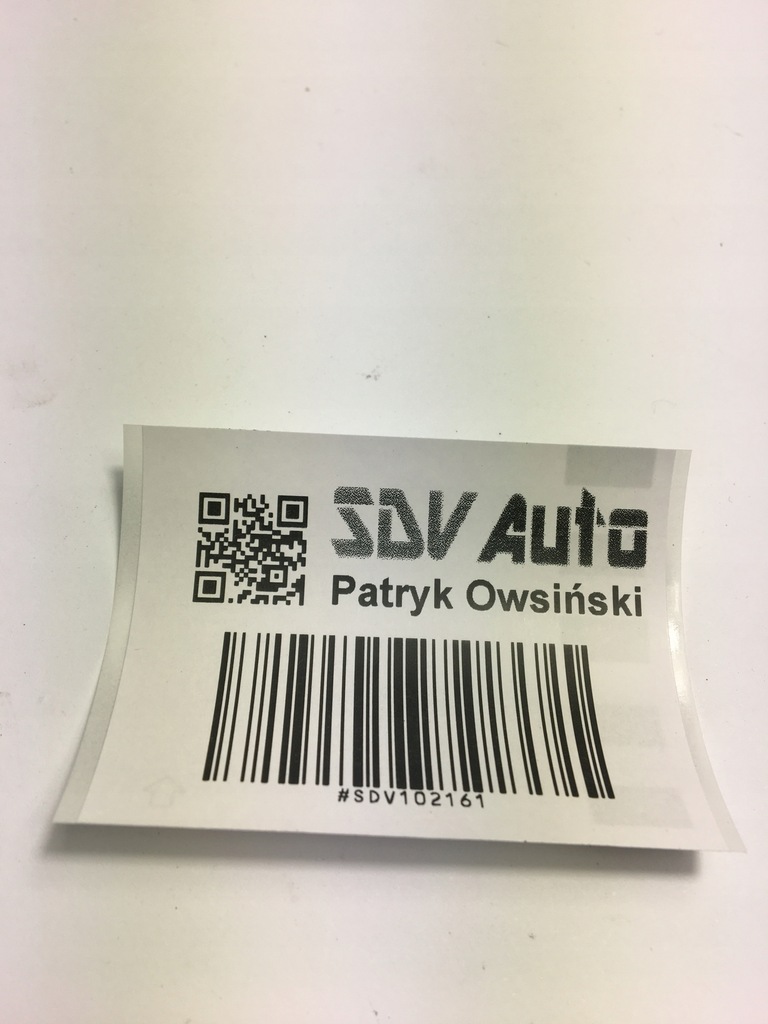 SDV Auto
Patryk Owsiński
#SDV102161